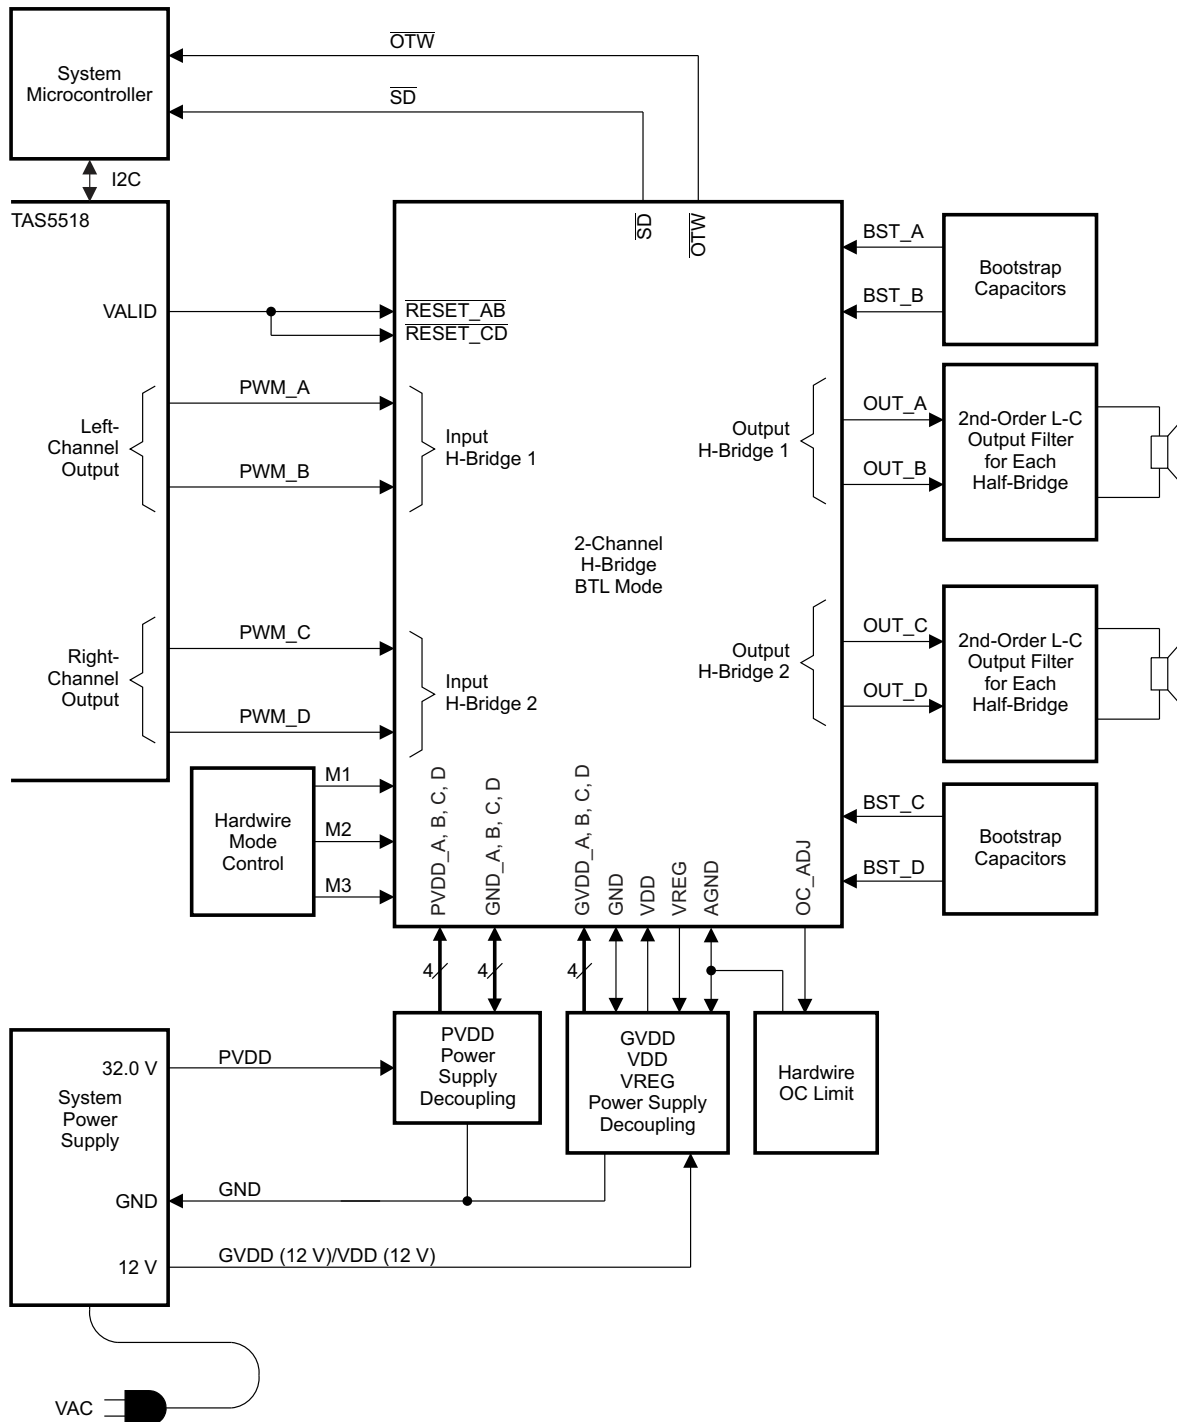 OTW
System
Microcontroller
SD
I2C
TAS5518
SD
OTW
BST_A
Bootstrap
Capacitors
BST_B
VALID
RESET_AB
RESET_CD
PWM_A
Left-
Channel
Output
Input
H-Bridge 1
PWM_B
Output
H-Bridge 1
OUT_A
OUT_B
2nd-Order L-C
Output Filter
for Each
Half-Bridge
2-Channel
H-Bridge
BTL Mode
PWM_C
Right-
Channel
Output
Input
H-Bridge 2
PWM_D
Output
H-Bridge 2
OUT_C
OUT_D
2nd-Order L-C
Output Filter
for Each
Half-Bridge
M1
Hardwire
Mode
Control
M2
M3
PVDD_A, B, C, D
GND_A, B, C, D
GVDD_A, B, C, D
GND
VDD
VREG
AGND
OC_ADJ
BST_C
Bootstrap
Capacitors
BST_D
4
4
4
PVDD
Power
Supply
Decoupling
GVDD
VDD
VREG
Power Supply
Decoupling
Hardwire
OC Limit
32.0 V
PVDD
System
Power
Supply
GND
GND
12 V
GVDD (12 V)/VDD (12 V)
VAC